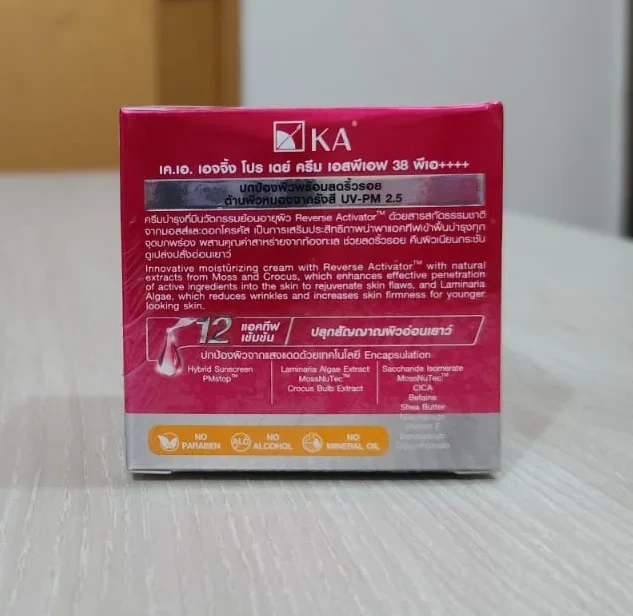 KA®
เค.เอ. เอจจิ้ง โปร เดย์ ครีม เอสพีเอฟ 38 พีเอ++++
ปกป้องผิวพร้อมลดริ้วรอย
ต้านผิวหมองจากรังสี UV-PM 2.5
ครีมบำรุงที่มีนวัตกรรมย้อนอายุผิว Reverse Activator™ ด้วยสารสกัดธรรมชาติ
จากมอสส์และดอกโครคัส เป็นการเสริมประสิทธิภาพนำพาแอคทีฟเข้าฟื้นบำรุงทุก
จุดบกพร่อง ผสานคุณค่าสาหร่ายจากท้องทะเล ช่วยลดริ้วรอย คืนผิวเนียนกระชับ
ดูเปล่งปลั่งอ่อนเยาว์
Innovative moisturizing cream with Reverse Activator™ with natural
extracts from Moss and Crocus, which enhances effective penetration
of active ingredients into the skin to rejuvenate skin flaws, and Laminaria
Algae, which reduces wrinkles and increases skin firmness for younger
looking skin.
12 แอคทีฟ
เข้มข้น
ปลุกสัญญาณผิวอ่อนเยาว์
ปกป้องผิวจากแสงแดดด้วยเทคโนโลยี Encapsulation
Hybrid Sunscreen
PMstop™
Laminaria Algae Extract
MossNuTec™
Crocus Bulb Extract
Saccharide Isomerate
MossNuTec™
CICA
Betaine
Shea Butter
Niacinamide
Vitamin E
NO
PARABEN
ALC
NO
ALCOHOL
NO
MINERAL OIL